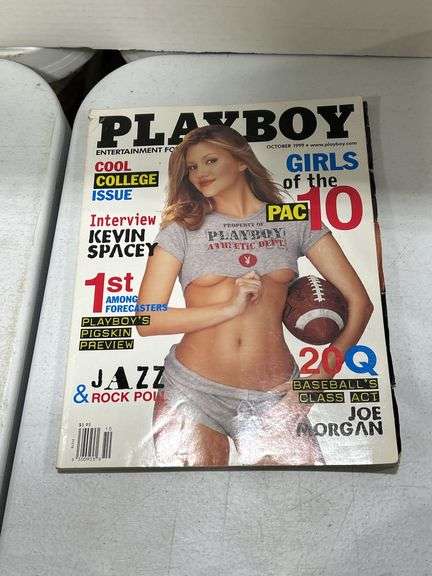 PLAYBOY
ENTERTAINMENT FO
OCTOBER 1999 • www.playboy.com
COOL
COLLEGE
ISSUE
GIRLS
of the
PAC 10
Interview
KEVIN
SPACEY
PROPERTY OF
PLAYBOY
ATHLETIC DEPT.
1st
AMONG
FORECASTERS
PLAYBOY'S
PIGSKIN
PREVIEW
20Q
BASEBALL'S
CLASS ACT
JOE
MORGAN
JAZZ
& ROCK POLL